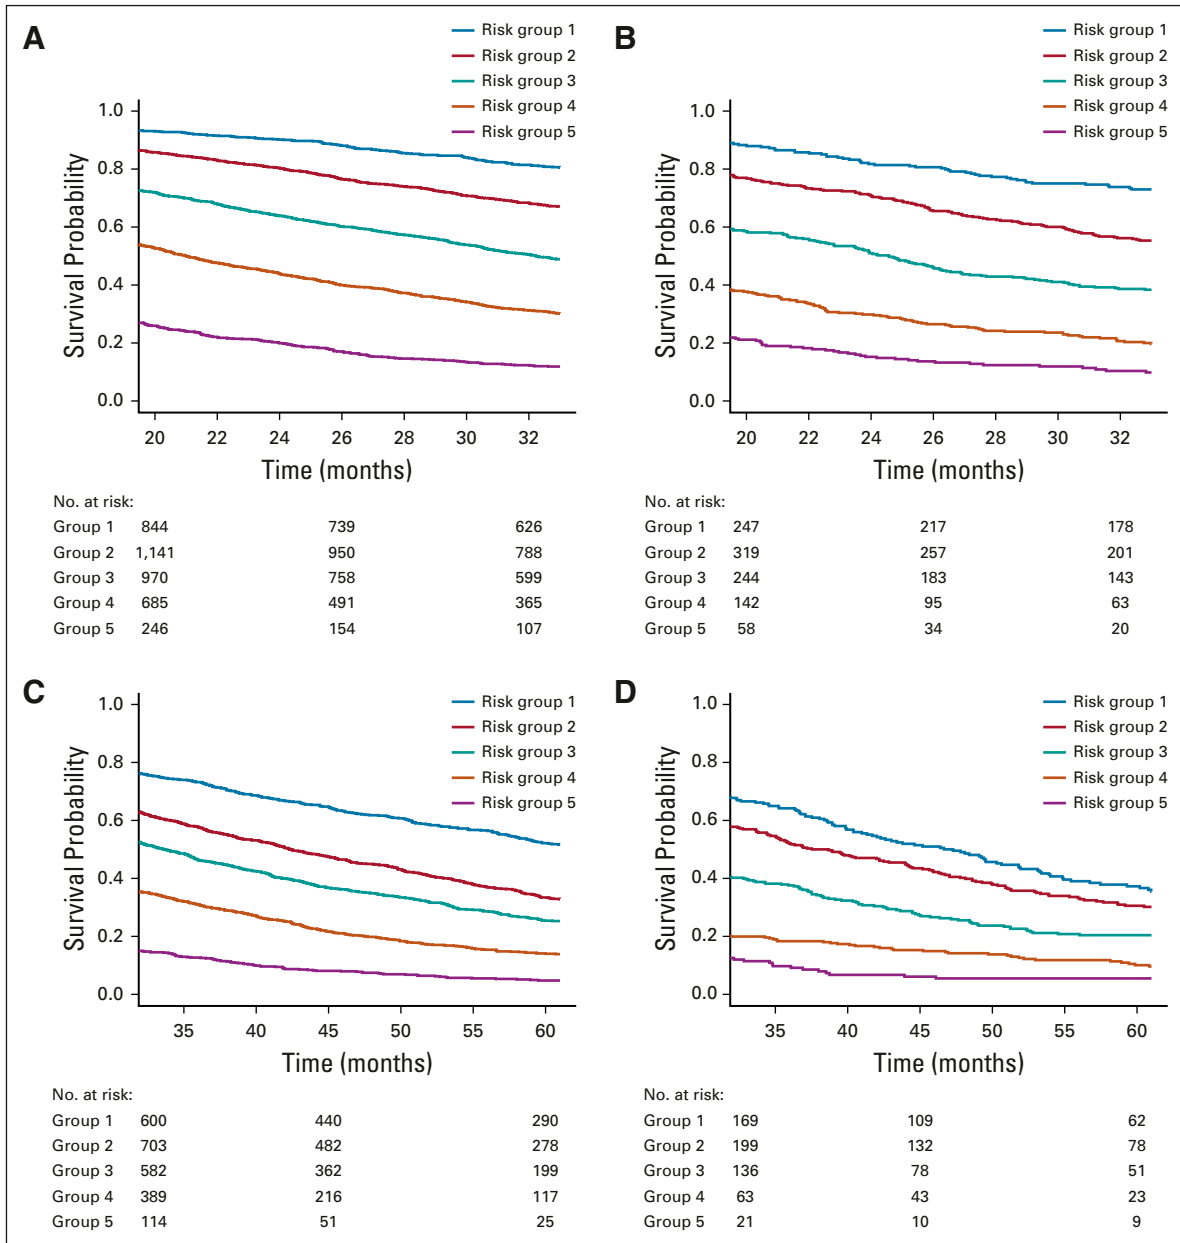 A
Risk group 1
Risk group 2
Risk group 3
Risk group 4
Risk group 5
Survival Probability
1.0
0.8
0.6
0.4
0.2
0.0
20 22 24 26 28 30 32
Time (months)
No. at risk:
Group 1 844 739 626
Group 2 1,141 950 788
Group 3 970 758 599
Group 4 685 491 365
Group 5 246 154 107
B
Risk group 1
Risk group 2
Risk group 3
Risk group 4
Risk group 5
Survival Probability
1.0
0.8
0.6
0.4
0.2
0.0
20 22 24 26 28 30 32
Time (months)
No. at risk:
Group 1 247 217 178
Group 2 319 257 201
Group 3 244 183 143
Group 4 142 95 63
Group 5 58 34 20
C
Risk group 1
Risk group 2
Risk group 3
Risk group 4
Risk group 5
Survival Probability
1.0
0.8
0.6
0.4
0.2
0.0
35 40 45 50 55 60
Time (months)
No. at risk:
Group 1 600 440 290
Group 2 703 482 278
Group 3 582 362 199
Group 4 389 216 117
Group 5 114 51 25
D
Risk group 1
Risk group 2
Risk group 3
Risk group 4
Risk group 5
Survival Probability
1.0
0.8
0.6
0.4
0.2
0.0
35 40 45 50 55 60
Time (months)
No. at risk:
Group 1 169 109 62
Group 2 199 132 78
Group 3 136 78 51
Group 4 63 43 23
Group 5 21 10 9